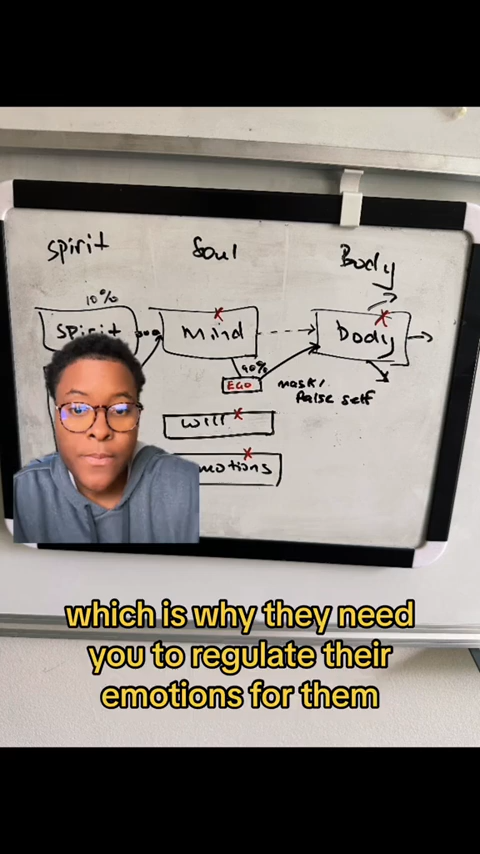 spirit
Soul
Body
10%
spirit
Mind
Body
90%
EGO
mask/
False self
will
motions
which is why they need
you to regulate their
emotions for them